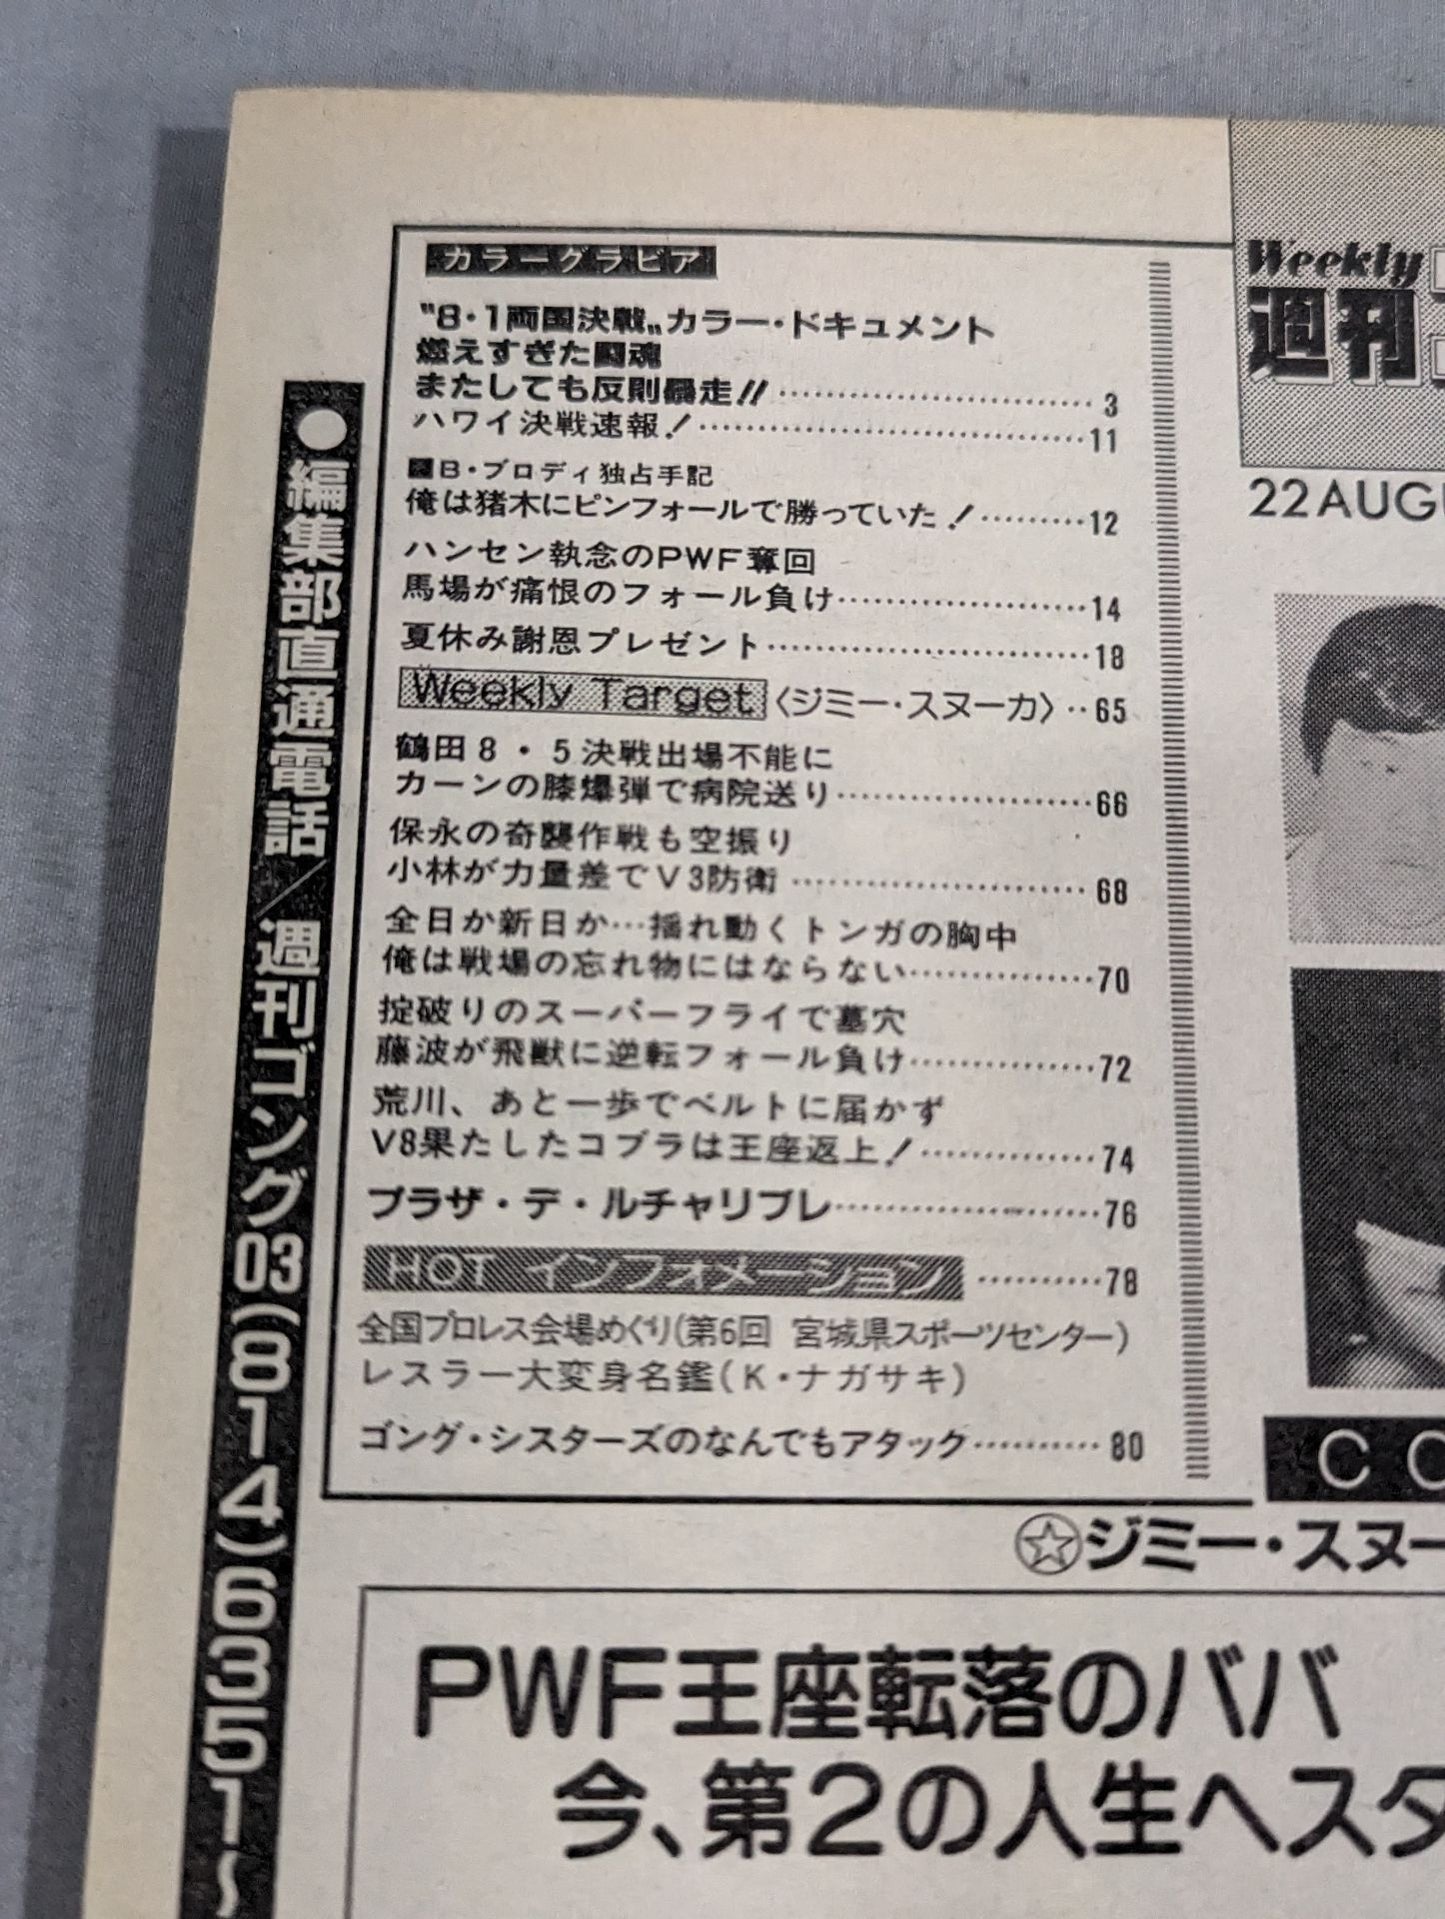 カラーグラビア
"8・1両国決戦„カラー・ドキュメント
燃えすぎた闘魂
またしても反則暴走!! 3
ハワイ決戦速報! 11
B・ブロディ独占手記
俺は猪木にピンフォールで勝っていた! 12
ハンセン執念のPWF奪回
馬場が痛恨のフォール負け 14
夏休み謝恩プレゼント 18
Weekly Target〈ジミー・スヌーカ〉 65
鶴田8・5決戦出場不能に
カーンの膝爆弾で病院送り 66
保永の奇襲作戦も空振り
小林が力量差でV3防衛 68
全日か新日か…揺れ動くトンガの胸中
俺は戦場の忘れ物にはならない 70
掟破りのスーパーフライで墓穴
藤波が飛獣に逆転フォール負け 72
荒川、あと一歩でベルトに届かず
V8果たしたコブラは王座返上! 74
プラザ・デ・ルチャリブレ 76
HOT インフォメーション 78
全国プロレス会場めぐり(第6回 宮城県スポーツセンター)
レスラー大変身名鑑(K・ナガサキ)
ゴング・シスターズのなんでもアタック 80
●編集部直通電話/週刊ゴング03(814)6351〜
Weekly
週刊
22AUGU
CO
☆ジミー・スヌー
PWF王座転落のババ
今、第2の人生へスタ